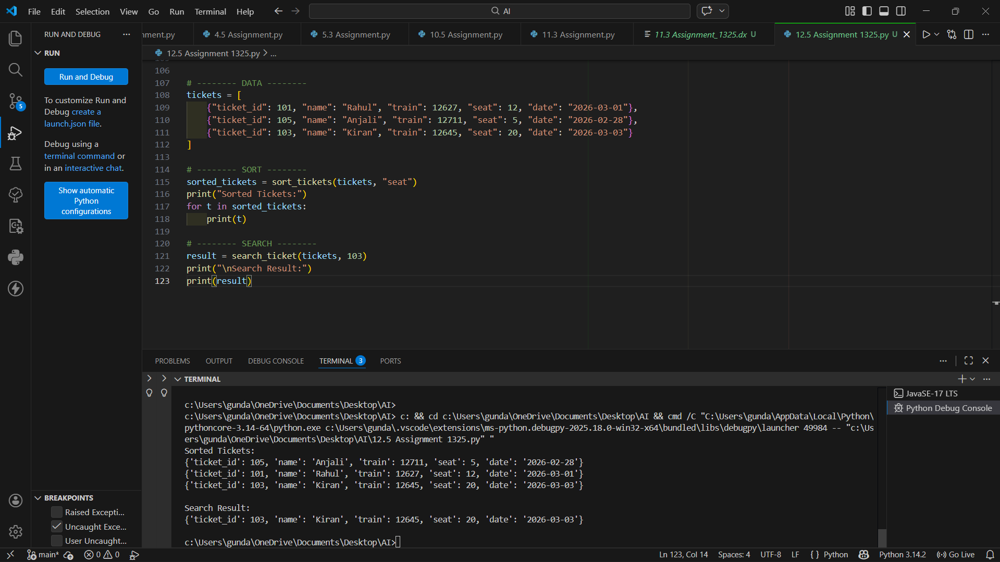 File Edit Selection View Go Run Terminal Help
AI
RUN AND DEBUG
nment.py
4.5 Assignment.py
5.3 Assignment.py
10.5 Assignment.py
11.3 Assignment.py
11.3 Assignment_1325.dx U
12.5 Assignment 1325.py U
RUN
Run and Debug
To customize Run and
Debug create a
launch.json file.
Debug using a
terminal command or
in an interactive chat.
Show automatic
Python
configurations
5
12.5 Assignment 1325.py > ...
106
107 # -------- DATA --------
108 tickets = [
109     {"ticket_id": 101, "name": "Rahul", "train": 12627, "seat": 12, "date": "2026-03-01"},
110     {"ticket_id": 105, "name": "Anjali", "train": 12711, "seat": 5, "date": "2026-02-28"},
111     {"ticket_id": 103, "name": "Kiran", "train": 12645, "seat": 20, "date": "2026-03-03"}
112 ]
113
114 # -------- SORT --------
115 sorted_tickets = sort_tickets(tickets, "seat")
116 print("Sorted Tickets:")
117 for t in sorted_tickets:
118     print(t)
119
120 # -------- SEARCH --------
121 result = search_ticket(tickets, 103)
122 print("\nSearch Result:")
123 print(result)
PROBLEMS OUTPUT DEBUG CONSOLE TERMINAL 3 PORTS
TERMINAL
JavaSE-17 LTS
Python Debug Console
c:\Users\gunda\OneDrive\Documents\Desktop\AI>
c:\Users\gunda\OneDrive\Documents\Desktop\AI> c: && cd c:\Users\gunda\OneDrive\Documents\Desktop\AI && cmd /C "C:\Users\gunda\AppData\Local\Python\
pythoncore-3.14-64\python.exe c:\Users\gunda\.vscode\extensions\ms-python.debugpy-2025.18.0-win32-x64\bundled\libs\debugpy\launcher 49984 -- "c:\Us
ers\gunda\OneDrive\Documents\Desktop\AI\12.5 Assignment 1325.py" "
Sorted Tickets:
{'ticket_id': 105, 'name': 'Anjali', 'train': 12711, 'seat': 5, 'date': '2026-02-28'}
{'ticket_id': 101, 'name': 'Rahul', 'train': 12627, 'seat': 12, 'date': '2026-03-01'}
{'ticket_id': 103, 'name': 'Kiran', 'train': 12645, 'seat': 20, 'date': '2026-03-03'}
Search Result:
{'ticket_id': 103, 'name': 'Kiran', 'train': 12645, 'seat': 20, 'date': '2026-03-03'}
c:\Users\gunda\OneDrive\Documents\Desktop\AI>
BREAKPOINTS
Raised Excepti...
Uncaught Exce...
User Uncaught...
main* 0 0
Ln 123, Col 14 Spaces: 4 UTF-8 LF { } Python Python 3.14.2 Go Live